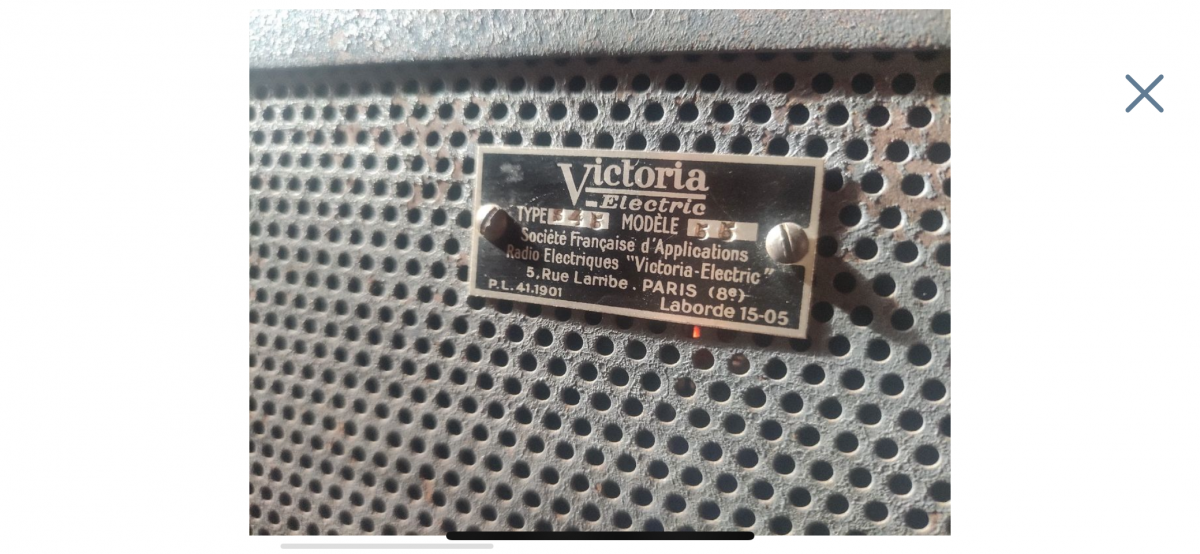 Victoria
Electric
TYPE MODÈLE
Société Française d'Applications
Radio Electriques "Victoria-Electric"
5, Rue Larribe. PARIS (8e)
P.L. 41.1901
Laborde 15-05